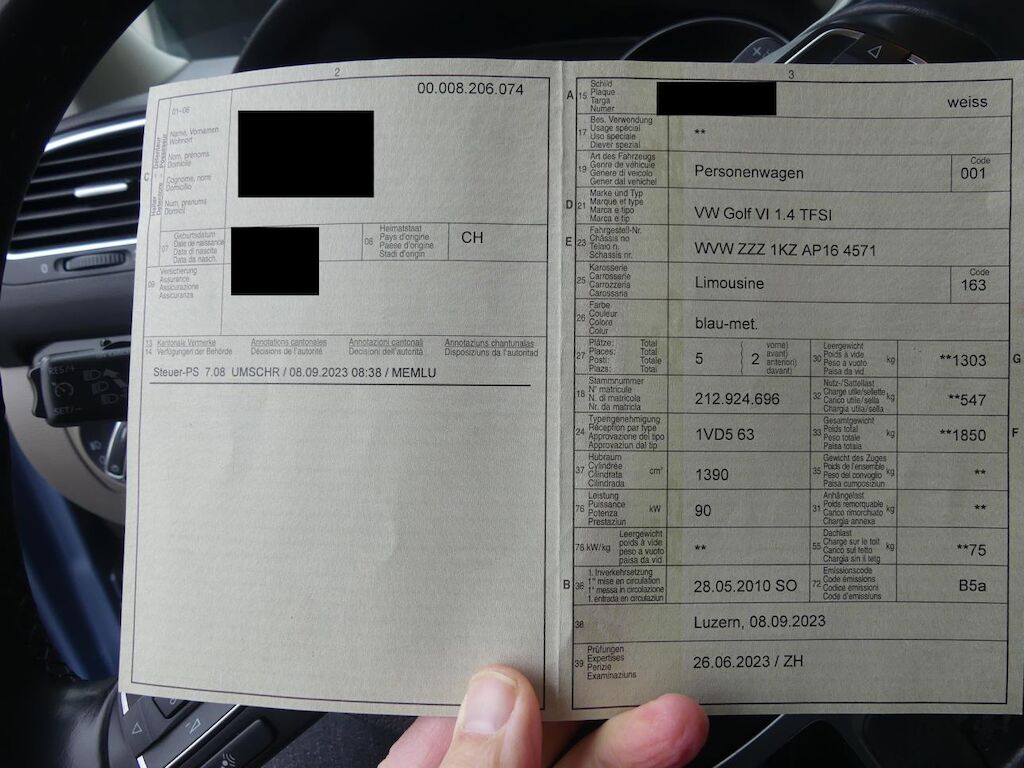 2
00.008.206.074
01-06
Name, Vornamen
Wohnort
Nom, prénoms
Domicile
Cognome, nomi
Domicilio
Num, prenums
Domicil
C
07
Geburtsdatum
Date de naissance
Data di nascita
Data da nasch.
08
Heimatstaat
Pays d'origine
Paese d'origine
Stadi d'origin
CH
09
Versicherung
Assurance
Assicurazione
Assicuranza
13 Kantonale Vermerke Annotations cantonales Annotazioni cantonali Annotaziuns chantunalas
14 Verfügungen der Behörde Décisions de l'autorité Decisioni dell'autorità Disposiziuns da l'autoritad
Steuer-PS 7.08 UMSCHR / 08.09.2023 08:38 / MEMLU
3
A 15
Schild
Plaque
Targa
Numer
weiss
17
Bes. Verwendung
Usage spécial
Uso speciale
Diever spezial
**
19
Art des Fahrzeugs
Genre de véhicule
Genere di veicolo
Gener dal vehichel
Personenwagen
Code
001
D 21
Marke und Typ
Marque et type
Marca e tipo
Marca e tip
VW Golf VI 1.4 TFSI
E 23
Fahrgestell-Nr.
Châssis no
Telaio n.
Schassis nr.
WVW ZZZ 1KZ AP16 4571
25
Karosserie
Carrosserie
Carrozzeria
Carossaria
Limousine
Code
163
26
Farbe
Couleur
Colore
Colur
blau-met.
27
Plätze: Total
Places: Total
Posti: Totale
Plazs: Total
5
2
vorne)
avant)
anteriori)
davant)
30
Leergewicht
Poids à vide
Peso a vuoto
Paisa da vid
kg
**1303
G
18
Stammnummer
N° matricule
N. di matricola
Nr. da matricla
212.924.696
32
Nutz-/Sattellast
Charge utile/sellette
Carico utile/sella
Chargia utila/sella
kg
**547
24
Typengenehmigung
Réception par type
Approvazione del tipo
Approvaziun dal tip
1VD5 63
33
Gesamtgewicht
Poids total
Peso totale
Paisa totala
kg
**1850
F
37
Hubraum
Cylindrée
Cilindrata
Cilindrada
cm³
1390
35
Gewicht des Zuges
Poids de l'ensemble
Peso del convoglio
Paisa cumposiziun
kg
**
76
Leistung
Puissance
Potenza
Prestaziun
kW
90
31
Anhängelast
Poids remorquable
Carico rimorchiato
Chargia annexa
kg
**
78 kW/kg
Leergewicht
poids à vide
peso a vuoto
paisa da vid
**
55
Dachlast
Charge sur le toit
Carico sul tetto
Chargia sin il tetg
kg
**75
B 36
1. Inverkehrsetzung
1re mise en circulation
1a messa in circolazione
1. entrada en circulaziun
28.05.2010 SO
72
Emissionscode
Code émissions
Codice emissioni
Code d'emissiuns
B5a
38
Luzern, 08.09.2023
39
Prüfungen
Expertises
Perizie
Examinaziuns
26.06.2023 / ZH
RES/+
SET/-